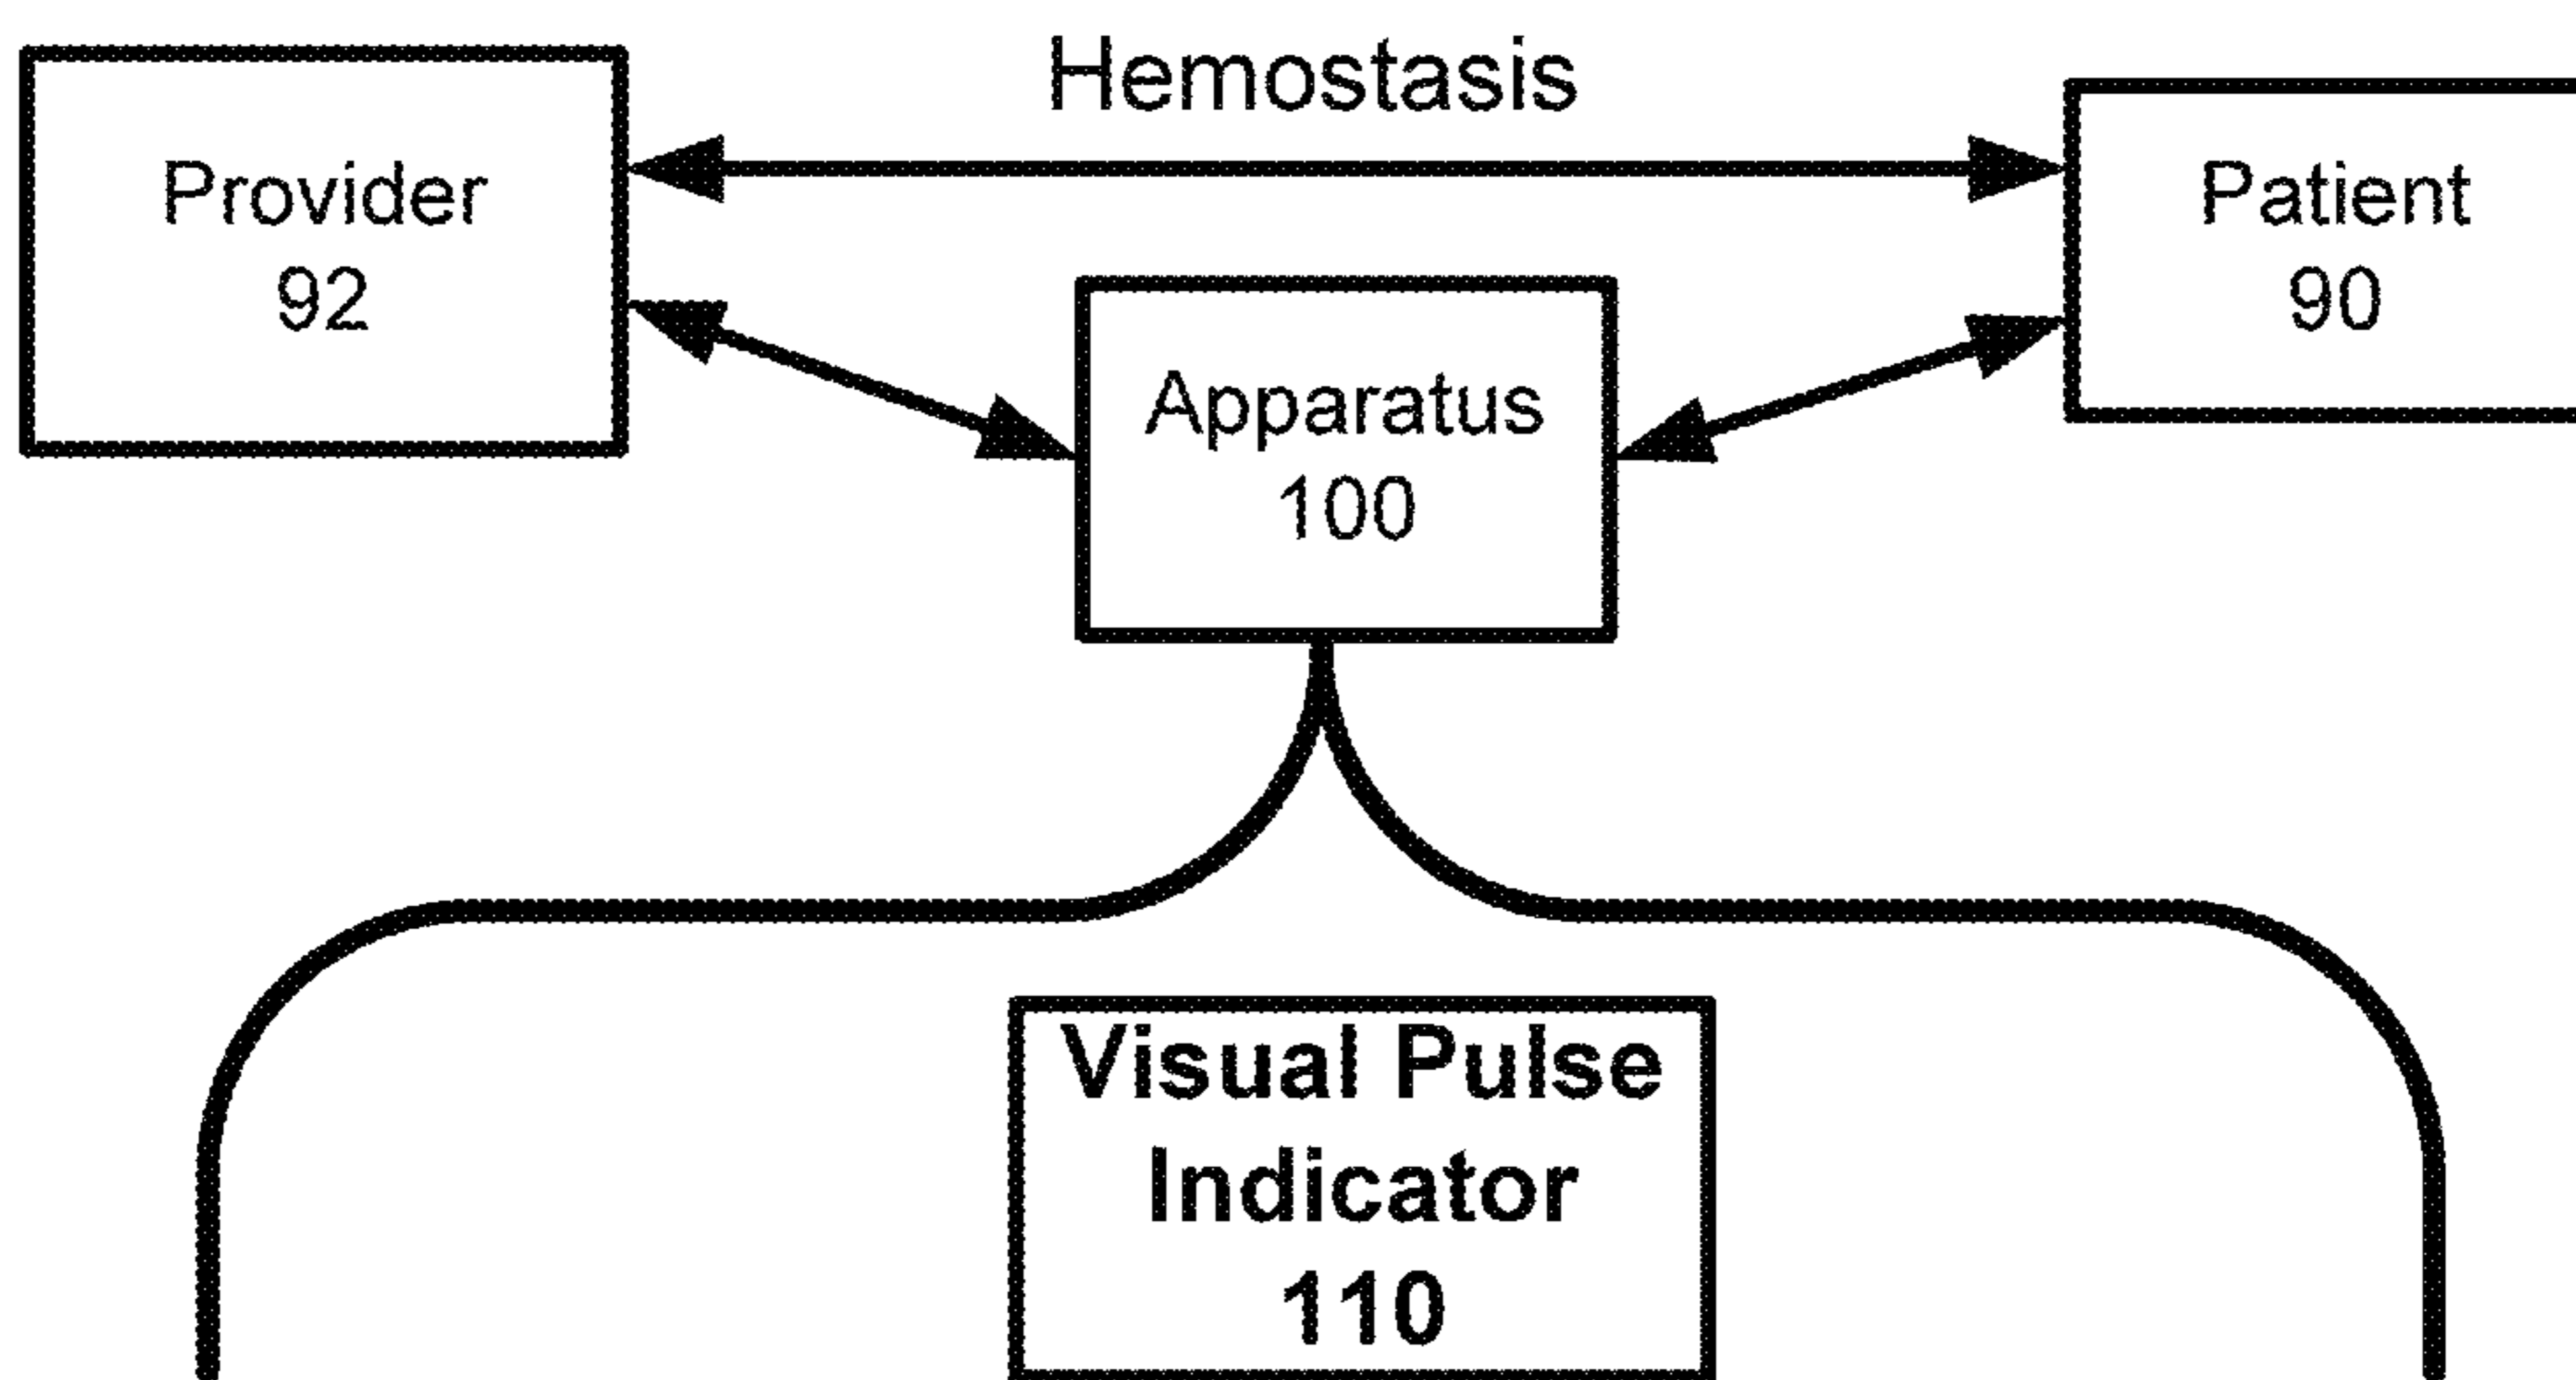 Hemostasis
Provider
92
Patient
90
Apparatus
100
Visual Pulse
Indicator
110